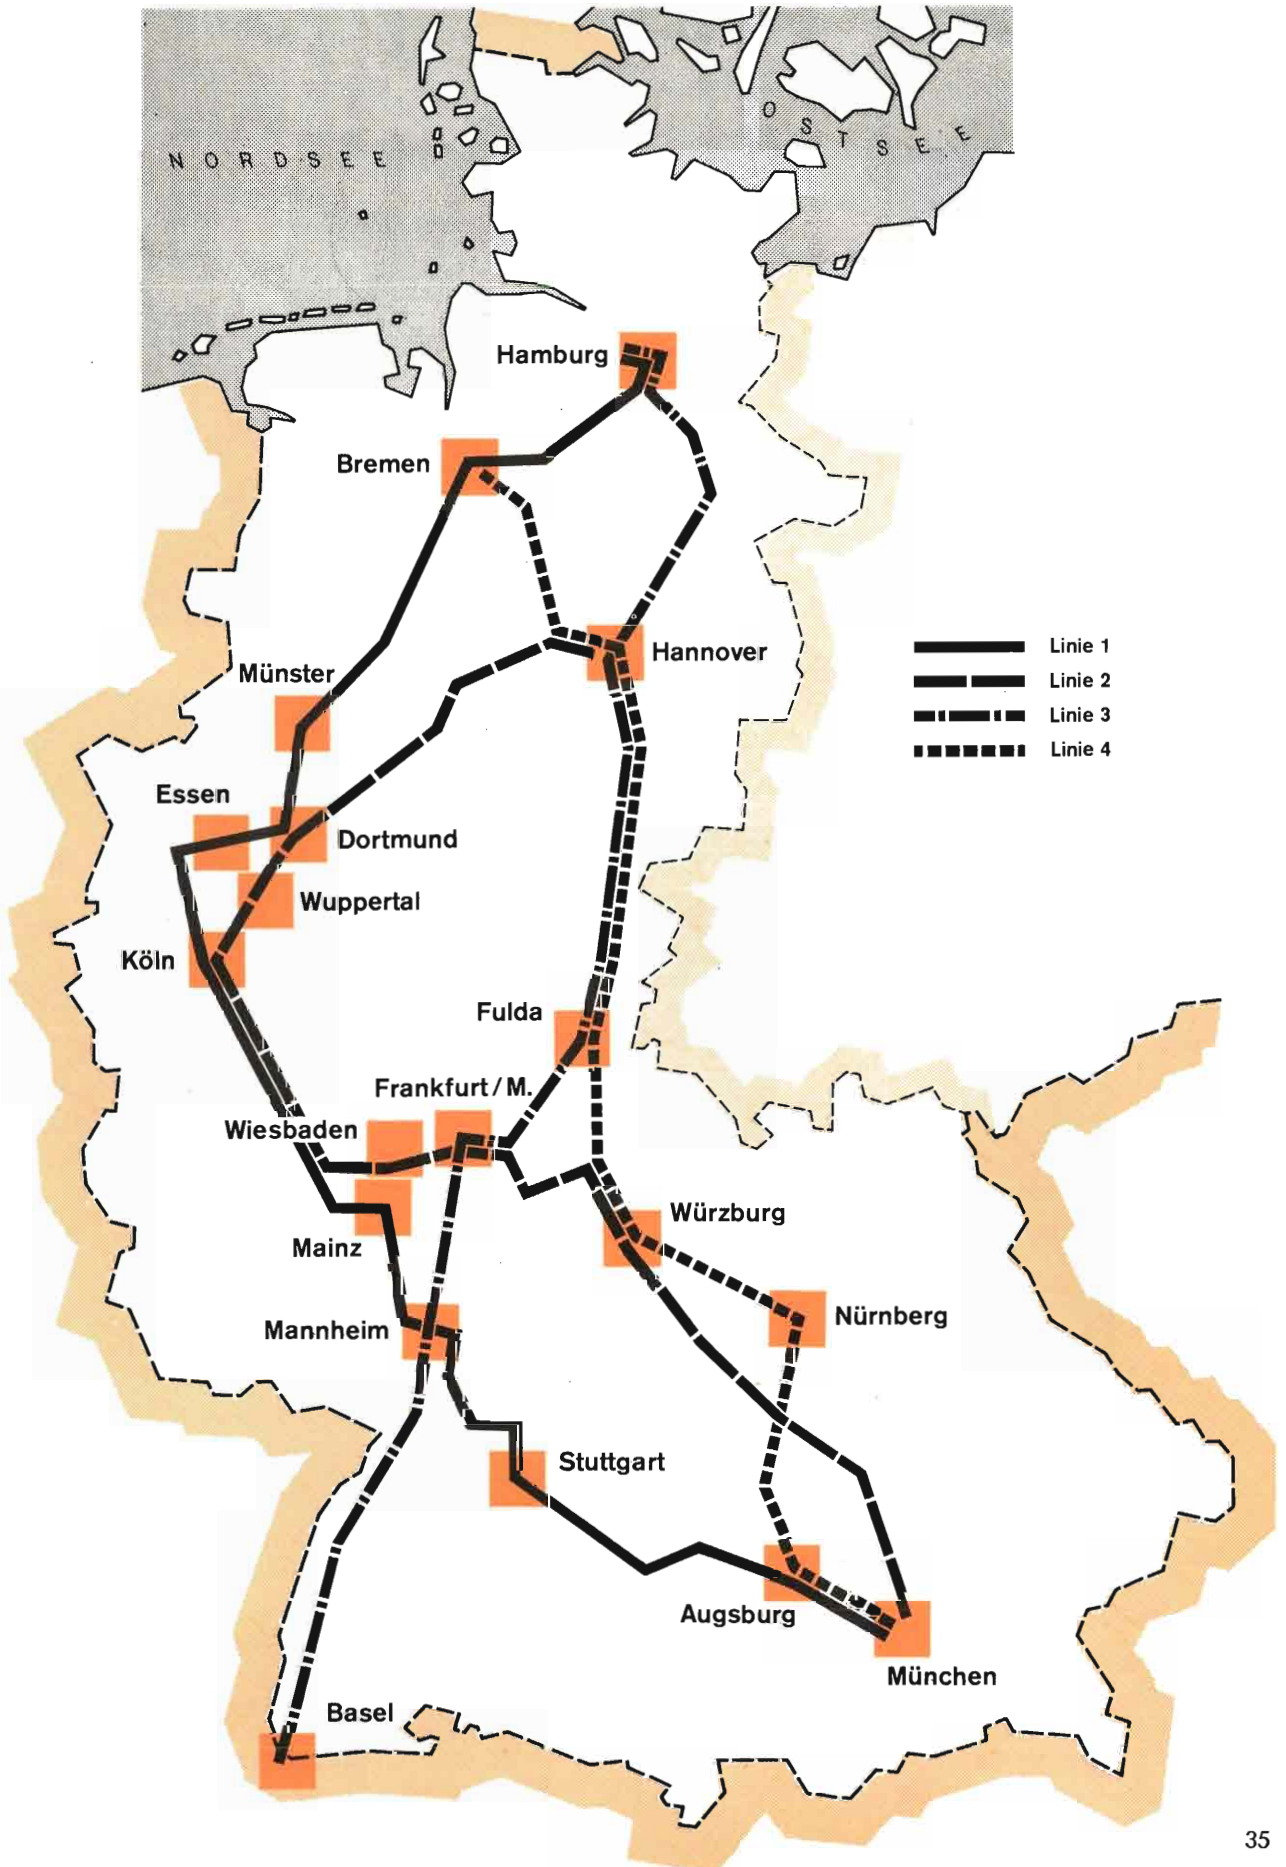 NORDSEE
OSTSEE
Hamburg
Bremen
Hannover
Linie 1
Linie 2
Linie 3
Linie 4
Münster
Essen
Dortmund
Wuppertal
Köln
Fulda
Frankfurt/M.
Wiesbaden
Würzburg
Mainz
Nürnberg
Mannheim
Stuttgart
Augsburg
München
Basel
35